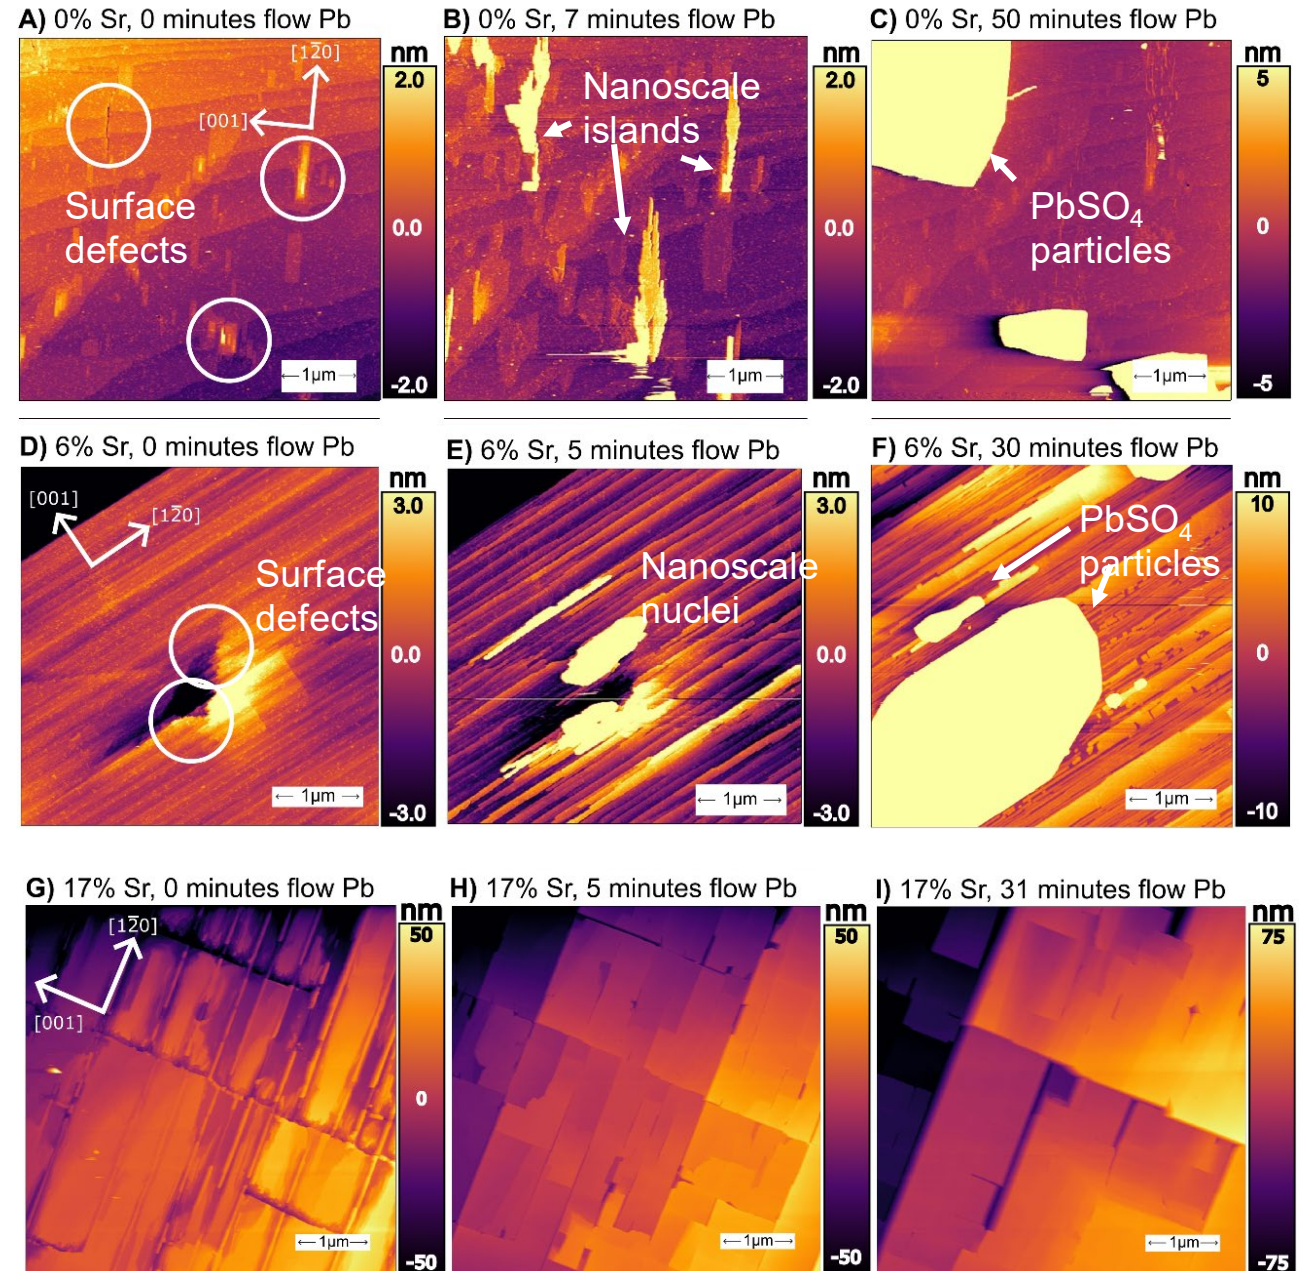 A) 0% Sr, 0 minutes flow Pb
[12̅0]
[001]
Surface
defects
1µm
nm
2.0
0.0
-2.0
B) 0% Sr, 7 minutes flow Pb
Nanoscale
islands
1µm
nm
2.0
0.0
-2.0
C) 0% Sr, 50 minutes flow Pb
PbSO₄
particles
1µm
nm
5
0
-5
D) 6% Sr, 0 minutes flow Pb
[001]
[12̅0]
Surface
defects
1µm
nm
3.0
0.0
-3.0
E) 6% Sr, 5 minutes flow Pb
Nanoscale
nuclei
1µm
nm
3.0
0.0
-3.0
F) 6% Sr, 30 minutes flow Pb
PbSO₄
particles
1µm
nm
10
0
-10
G) 17% Sr, 0 minutes flow Pb
[12̅0]
[001]
1µm
nm
50
0
-50
H) 17% Sr, 5 minutes flow Pb
1µm
nm
50
-50
I) 17% Sr, 31 minutes flow Pb
1µm
nm
75
-75